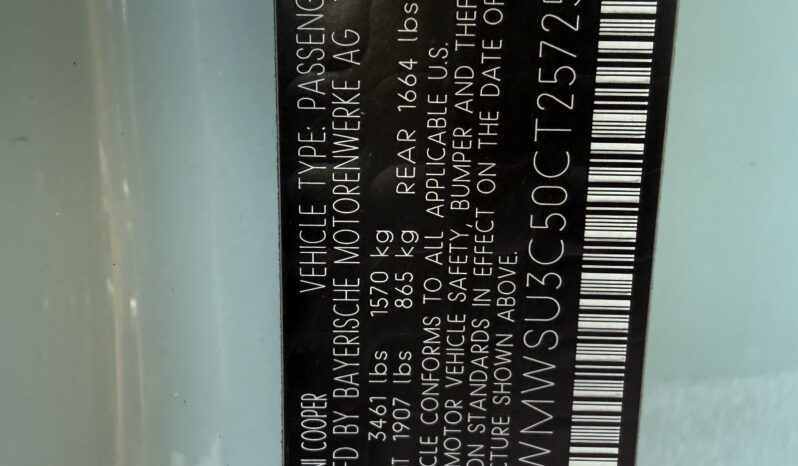 NI COOPER VEHICLE TYPE: PASSENG
ED BY BAYERISCHE MOTORENWERKE AG
3461 lbs 1570 kg
T 1907 lbs 865 kg REAR 1664 lbs
CLE CONFORMS TO ALL APPLICABLE U.S.
MOTOR VEHICLE SAFETY, BUMPER AND THEF
ON STANDARDS IN EFFECT ON THE DATE OF
CTURE SHOWN ABOVE.
WMWSU3C50CT25725